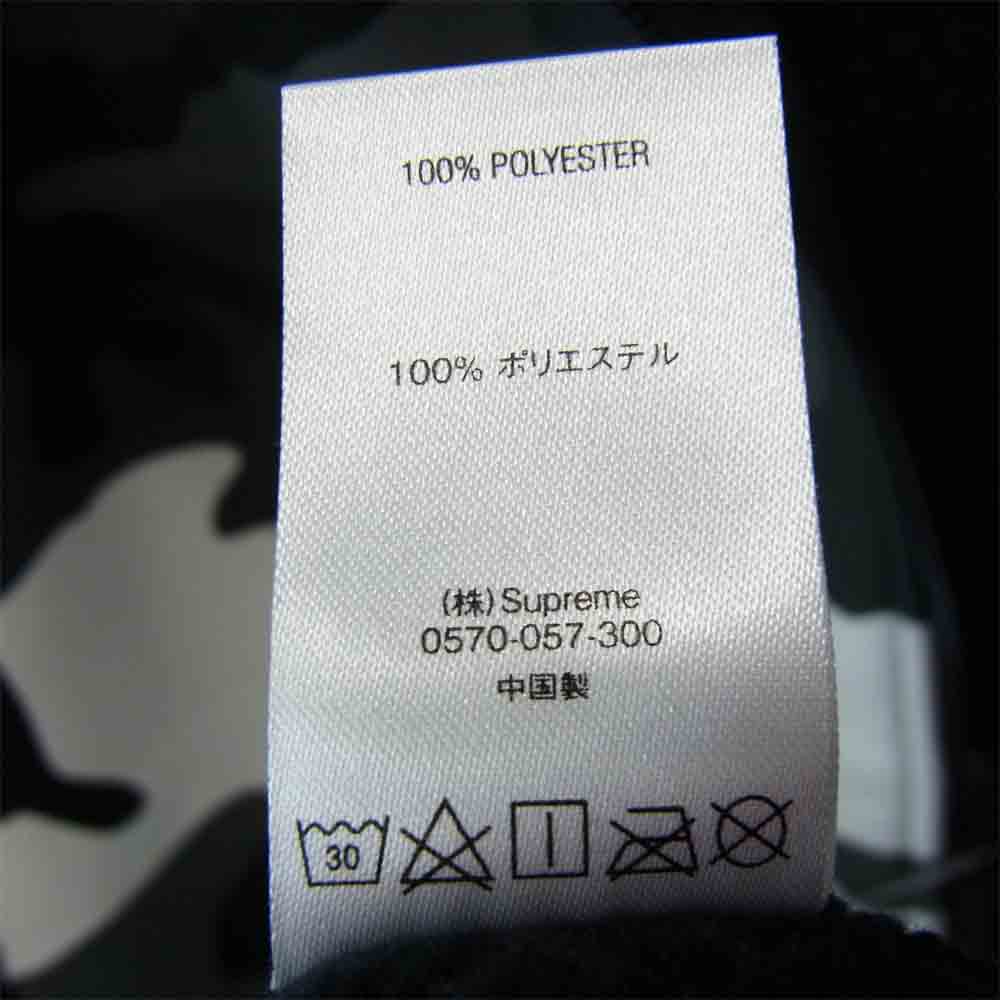 100% POLYESTER
100% ポリエステル
(株)Supreme
0570-057-300
中国製
30